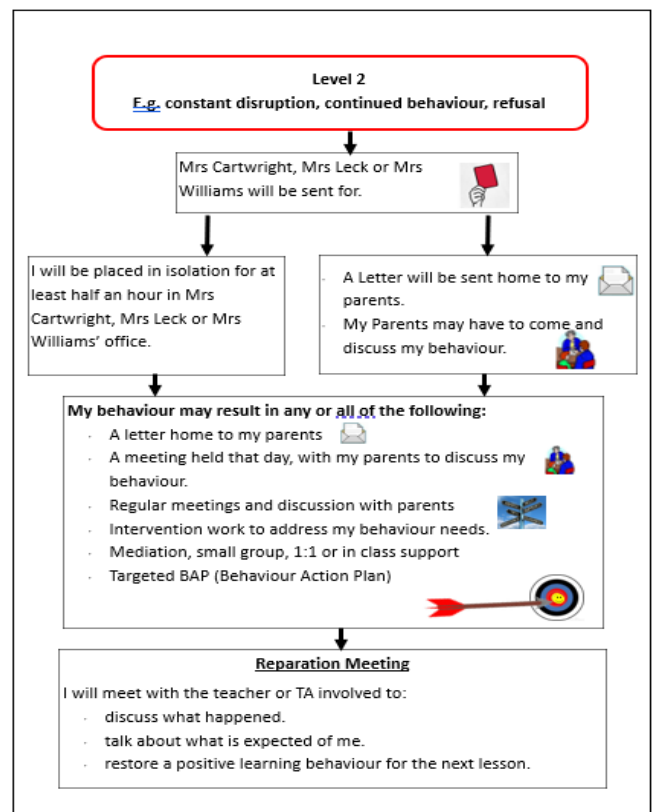 Level 2
E.g. constant disruption, continued behaviour, refusal
Mrs Cartwright, Mrs Leck or Mrs
Williams will be sent for.
I will be placed in isolation for at
least half an hour in Mrs
Cartwright, Mrs Leck or Mrs
Williams’ office.
· A Letter will be sent home to my
parents.
· My Parents may have to come and
discuss my behaviour.
My behaviour may result in any or all of the following:
· A letter home to my parents
· A meeting held that day, with my parents to discuss my
behaviour.
· Regular meetings and discussion with parents
· Intervention work to address my behaviour needs.
· Mediation, small group, 1:1 or in class support
· Targeted BAP (Behaviour Action Plan)
Reparation Meeting
I will meet with the teacher or TA involved to:
· discuss what happened.
· talk about what is expected of me.
· restore a positive learning behaviour for the next lesson.